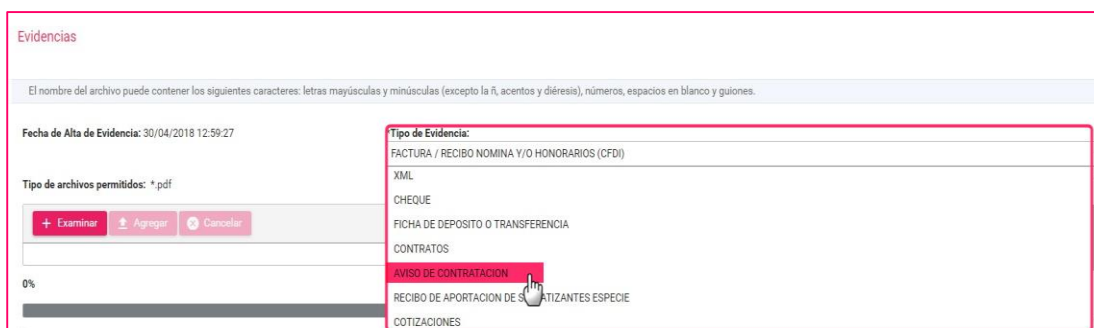 Evidencias
El nombre del archivo puede contener los siguientes caracteres: letras mayúsculas y minúsculas (excepto la ñ, acentos y diéresis), números, espacios en blanco y guiones.
Fecha de Alta de Evidencia: 30/04/2018 12:59:27
*Tipo de Evidencia:
FACTURA / RECIBO NOMINA Y/O HONORARIOS (CFDI)
Tipo de archivos permitidos: *.pdf
+ Examinar Agregar Cancelar
0%
XML
CHEQUE
FICHA DE DEPOSITO O TRANSFERENCIA
CONTRATOS
AVISO DE CONTRATACION
RECIBO DE APORTACION DE ESPECIE
COTIZACIONES